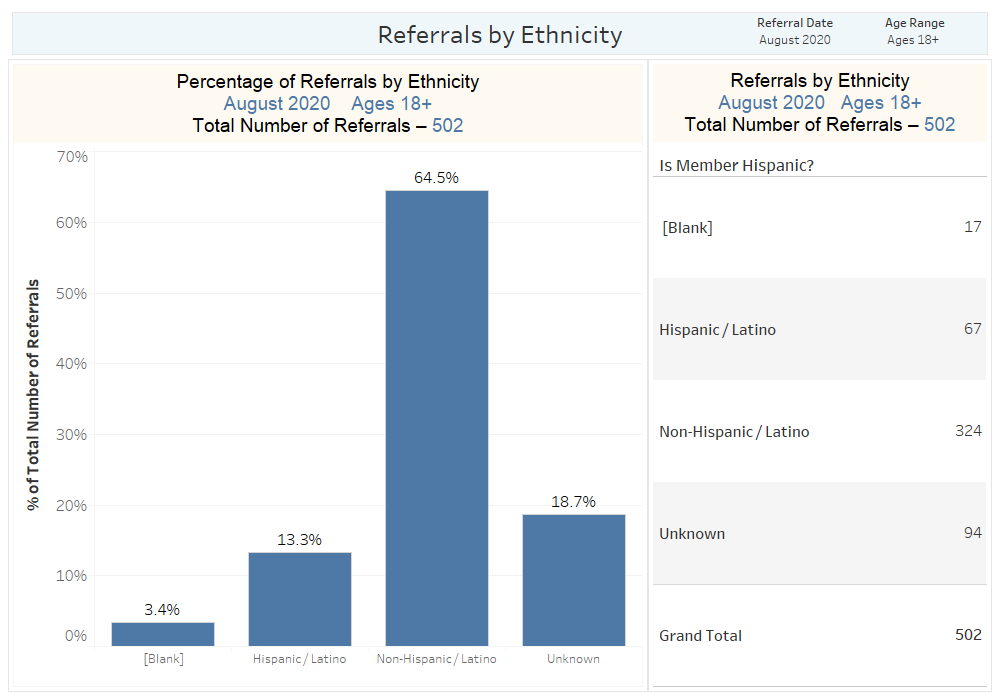 Referrals by Ethnicity
Referral Date
August 2020
Age Range
Ages 18+
Percentage of Referrals by Ethnicity
August 2020 Ages 18+
Total Number of Referrals – 502
% of Total Number of Referrals
70%
60%
50%
40%
30%
20%
10%
0%
3.4%
13.3%
64.5%
18.7%
[Blank]
Hispanic / Latino
Non-Hispanic / Latino
Unknown
Referrals by Ethnicity
August 2020 Ages 18+
Total Number of Referrals – 502
Is Member Hispanic?
[Blank] 17
Hispanic / Latino 67
Non-Hispanic / Latino 324
Unknown 94
Grand Total 502